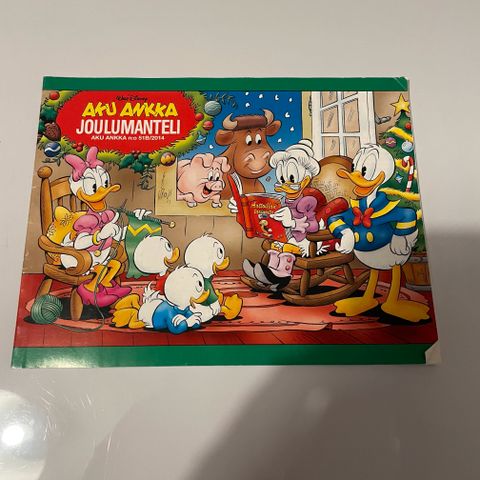 Walt Disney
AKU ANKKA
JOULUMANTELI
AKU ANKKA n:o 51B/2014